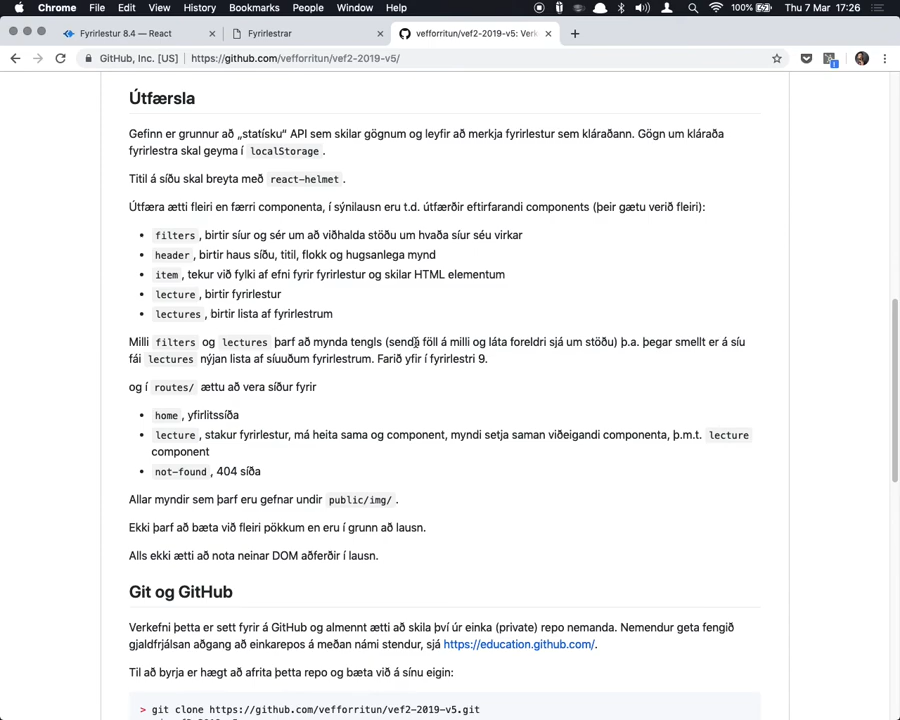 Chrome File Edit View History Bookmarks People Window Help 100% Thu 7 Mar 17:26
Fyrirlestur 8.4 — React
Fyrirlestrar
vefforritun/vef2-2019-v5: Verk
GitHub, Inc. [US] https://github.com/vefforritun/vef2-2019-v5/
Útfærsla
Gefinn er grunnur að „statísku“ API sem skilar gögnum og leyfir að merkja fyrirlestur sem kláraðann. Gögn um kláraða
fyrirlestra skal geyma í localStorage .
Titil á síðu skal breyta með react-helmet .
Útfæra ætti fleiri en færri componenta, í sýnilausn eru t.d. útfærðir eftirfarandi components (þeir gætu verið fleiri):
• filters , birtir síur og sér um að viðhalda stöðu um hvaða síur séu virkar
• header , birtir haus síðu, titil, flokk og hugsanlega mynd
• item , tekur við fylki af efni fyrir fyrirlestur og skilar HTML elementum
• lecture , birtir fyrirlestur
• lectures , birtir lista af fyrirlestrum
Milli filters og lectures þarf að mynda tengls (sendi föll á milli og láta foreldri sjá um stöðu) þ.a. þegar smellt er á síu
fái lectures nýjan lista af síuuðum fyrirlestrum. Farið yfir í fyrirlestri 9.
og í routes/ ættu að vera síður fyrir
• home , yfirlitssíða
• lecture , stakur fyrirlestur, má heita sama og component, myndi setja saman viðeigandi componenta, þ.m.t. lecture
component
• not-found , 404 síða
Allar myndir sem þarf eru gefnar undir public/img/ .
Ekki þarf að bæta við fleiri pökkum en eru í grunn að lausn.
Alls ekki ætti að nota neinar DOM aðferðir í lausn.
Git og GitHub
Verkefni þetta er sett fyrir á GitHub og almennt ætti að skila því úr einka (private) repo nemanda. Nemendur geta fengið
gjaldfrjálsan aðgang að einkarepos á meðan námi stendur, sjá https://education.github.com/.
Til að byrja er hægt að afrita þetta repo og bæta við á sínu eigin:
> git clone https://github.com/vefforritun/vef2-2019-v5.git